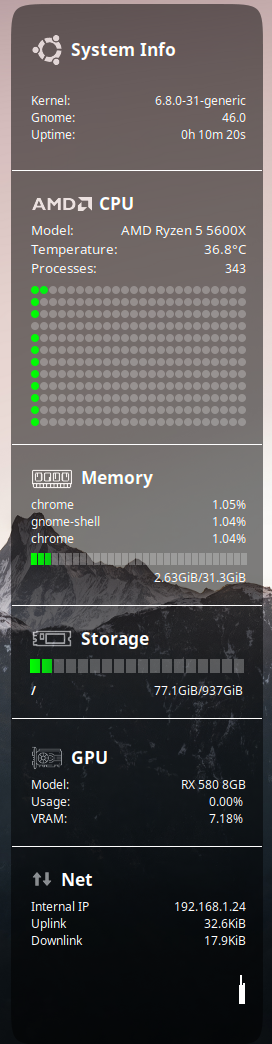 System Info
Kernel: 6.8.0-31-generic
Gnome: 46.0
Uptime: 0h 10m 20s
AMD CPU
Model: AMD Ryzen 5 5600X
Temperature: 36.8°C
Processes: 343
Memory
chrome 1.05%
gnome-shell 1.04%
chrome 1.04%
2.63GiB/31.3GiB
Storage
/ 77.1GiB/937GiB
GPU
Model: RX 580 8GB
Usage: 0.00%
VRAM: 7.18%
Net
Internal IP 192.168.1.24
Uplink 32.6KiB
Downlink 17.9KiB